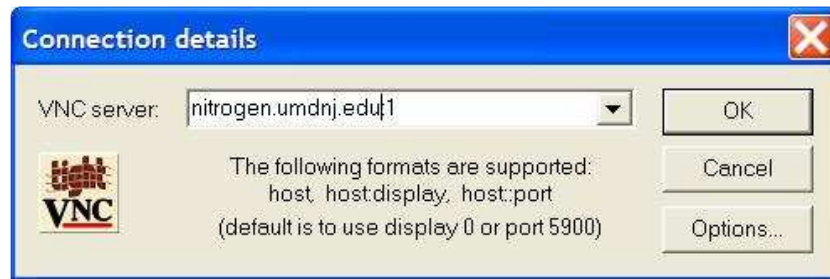 Connection details
VNC server: nitrogen.umdnj.edu:1
OK
The following formats are supported:
host, host:display, host::port
(default is to use display 0 or port 5900)
Cancel
Options...
tight
VNC